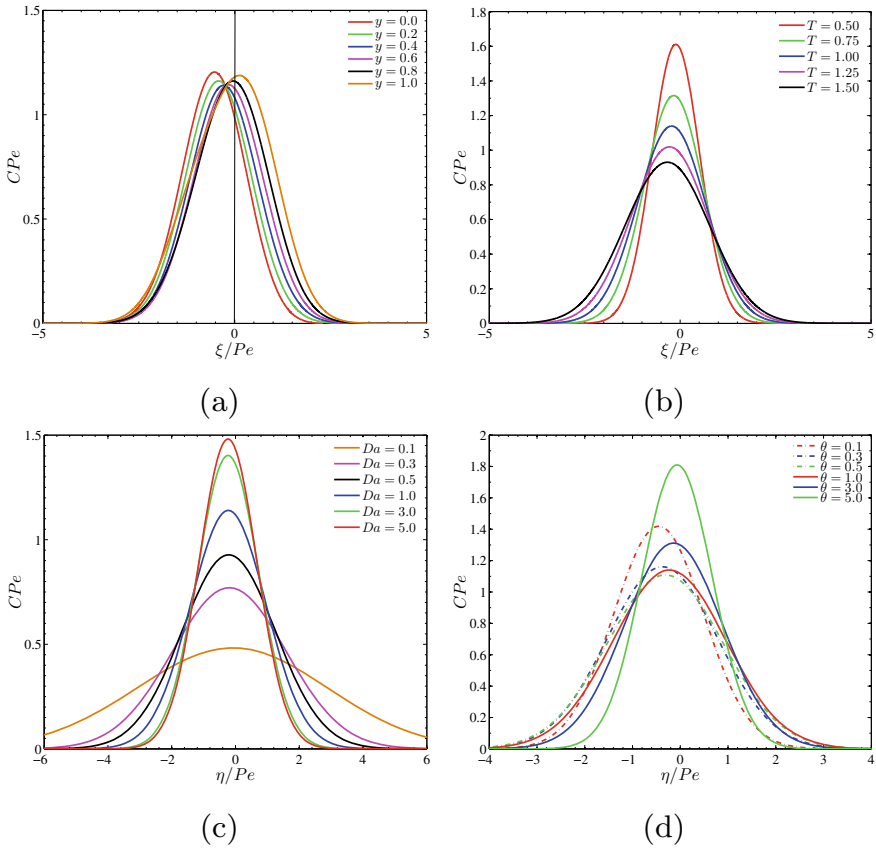 1.5
1
0.5
0
CPe
−5
0
5
ξ/Pe
y = 0.0
y = 0.2
y = 0.4
y = 0.6
y = 0.8
y = 1.0
(a)
1.8
1.6
1.4
1.2
1
0.8
0.6
0.4
0.2
0
CPe
−5
0
5
ξ/Pe
T = 0.50
T = 0.75
T = 1.00
T = 1.25
T = 1.50
(b)
1.5
1
0.5
0
CPe
−6
−4
−2
0
2
4
6
η/Pe
Da = 0.1
Da = 0.3
Da = 0.5
Da = 1.0
Da = 3.0
Da = 5.0
(c)
2
1.8
1.6
1.4
1.2
1
0.8
0.6
0.4
0.2
0
CPe
−4
−3
−2
−1
0
1
2
3
4
η/Pe
θ = 0.1
θ = 0.3
θ = 0.5
θ = 1.0
θ = 3.0
θ = 5.0
(d)